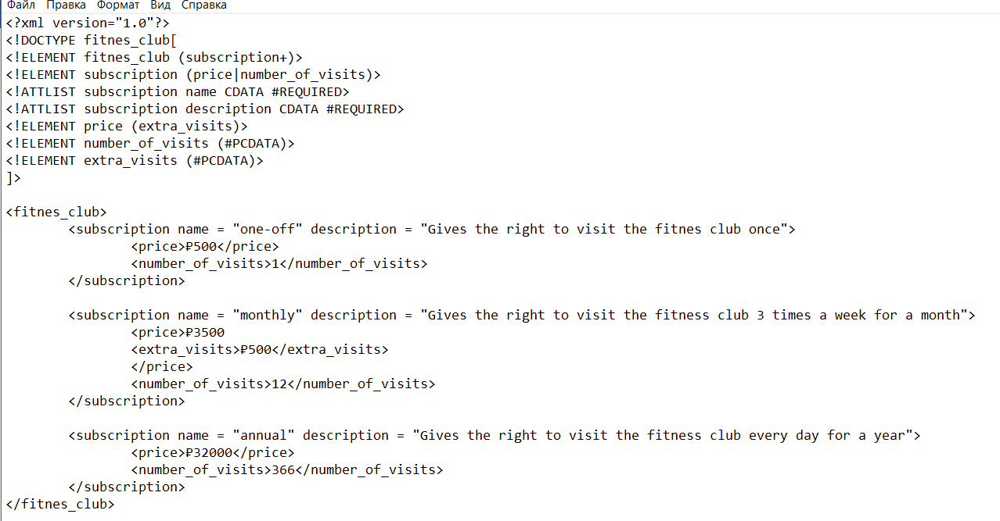 Файл Правка Формат Вид Справка
<?xml version="1.0"?>
<!DOCTYPE fitnes_club[
<!ELEMENT fitnes_club (subscription+)>
<!ELEMENT subscription (price|number_of_visits)>
<!ATTLIST subscription name CDATA #REQUIRED>
<!ATTLIST subscription description CDATA #REQUIRED>
<!ELEMENT price (extra_visits)>
<!ELEMENT number_of_visits (#PCDATA)>
<!ELEMENT extra_visits (#PCDATA)>
]>

<fitnes_club>
	<subscription name = "one-off" description = "Gives the right to visit the fitnes club once">
		<price>₽500</price>
		<number_of_visits>1</number_of_visits>
	</subscription>

	<subscription name = "monthly" description = "Gives the right to visit the fitness club 3 times a week for a month">
		<price>₽3500
		<extra_visits>₽500</extra_visits>
		</price>
		<number_of_visits>12</number_of_visits>
	</subscription>

	<subscription name = "annual" description = "Gives the right to visit the fitness club every day for a year">
		<price>₽32000</price>
		<number_of_visits>366</number_of_visits>
	</subscription>
</fitnes_club>